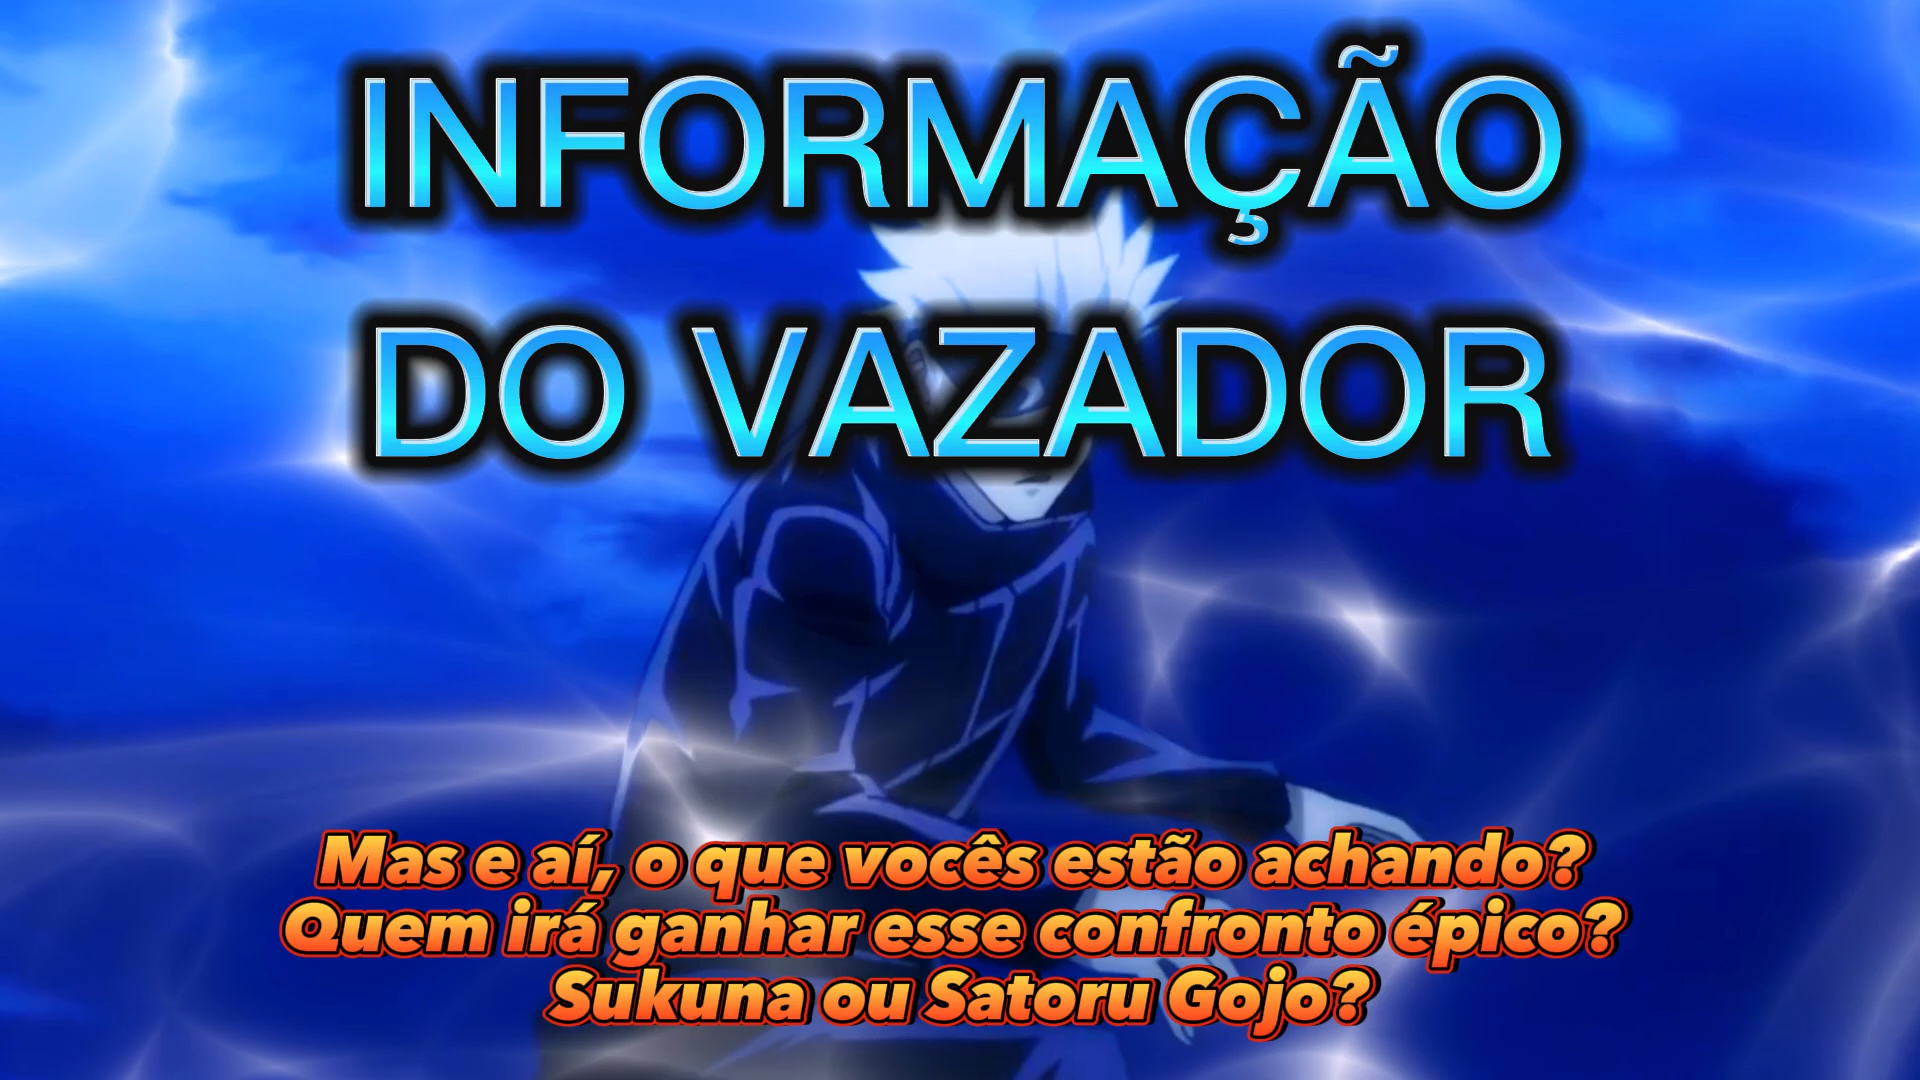 INFORMAÇÃO
DO VAZADOR
Mas e aí, o que vocês estão achando?
Quem irá ganhar esse confronto épico?
Sukuna ou Satoru Gojo?